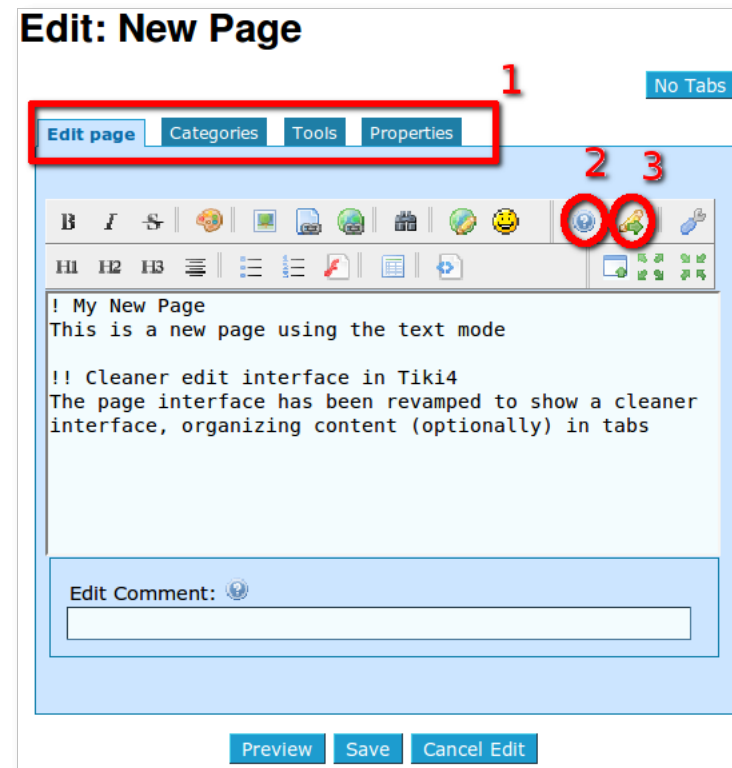 Edit: New Page
1
No Tabs
Edit page Categories Tools Properties
2 3
B I S
H1 H2 H3
! My New Page
This is a new page using the text mode
!! Cleaner edit interface in Tiki4
The page interface has been revamped to show a cleaner
interface, organizing content (optionally) in tabs
Edit Comment:
Preview Save Cancel Edit